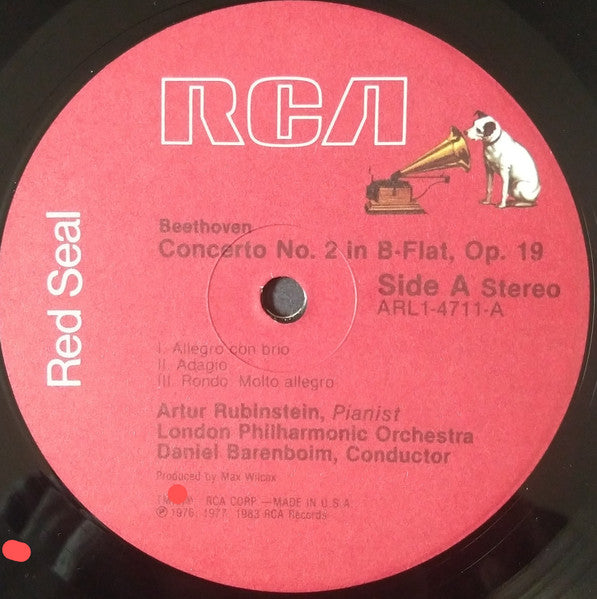 RCA
Red Seal
Beethoven
Concerto No. 2 in B-Flat, Op. 19
Side A Stereo
ARL1-4711-A
I. Allegro con brio
II. Adagio
III. Rondo Molto allegro
Artur Rubinstein, Pianist
London Philharmonic Orchestra
Daniel Barenboim, Conductor
Produced by Max Wilcox
RCA CORP.—MADE IN U.S.A.
℗ 1976, 1977, 1983 RCA Records